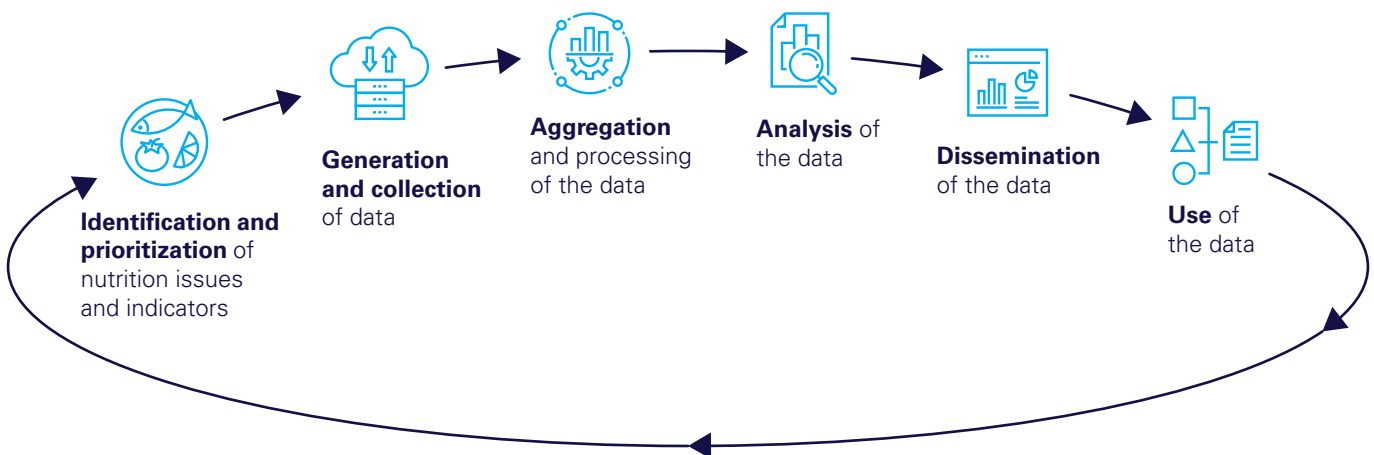 Identification and
prioritization of
nutrition issues
and indicators
Generation
and collection
of data
Aggregation
and processing
of the data
Analysis of
the data
Dissemination
of the data
Use of
the data